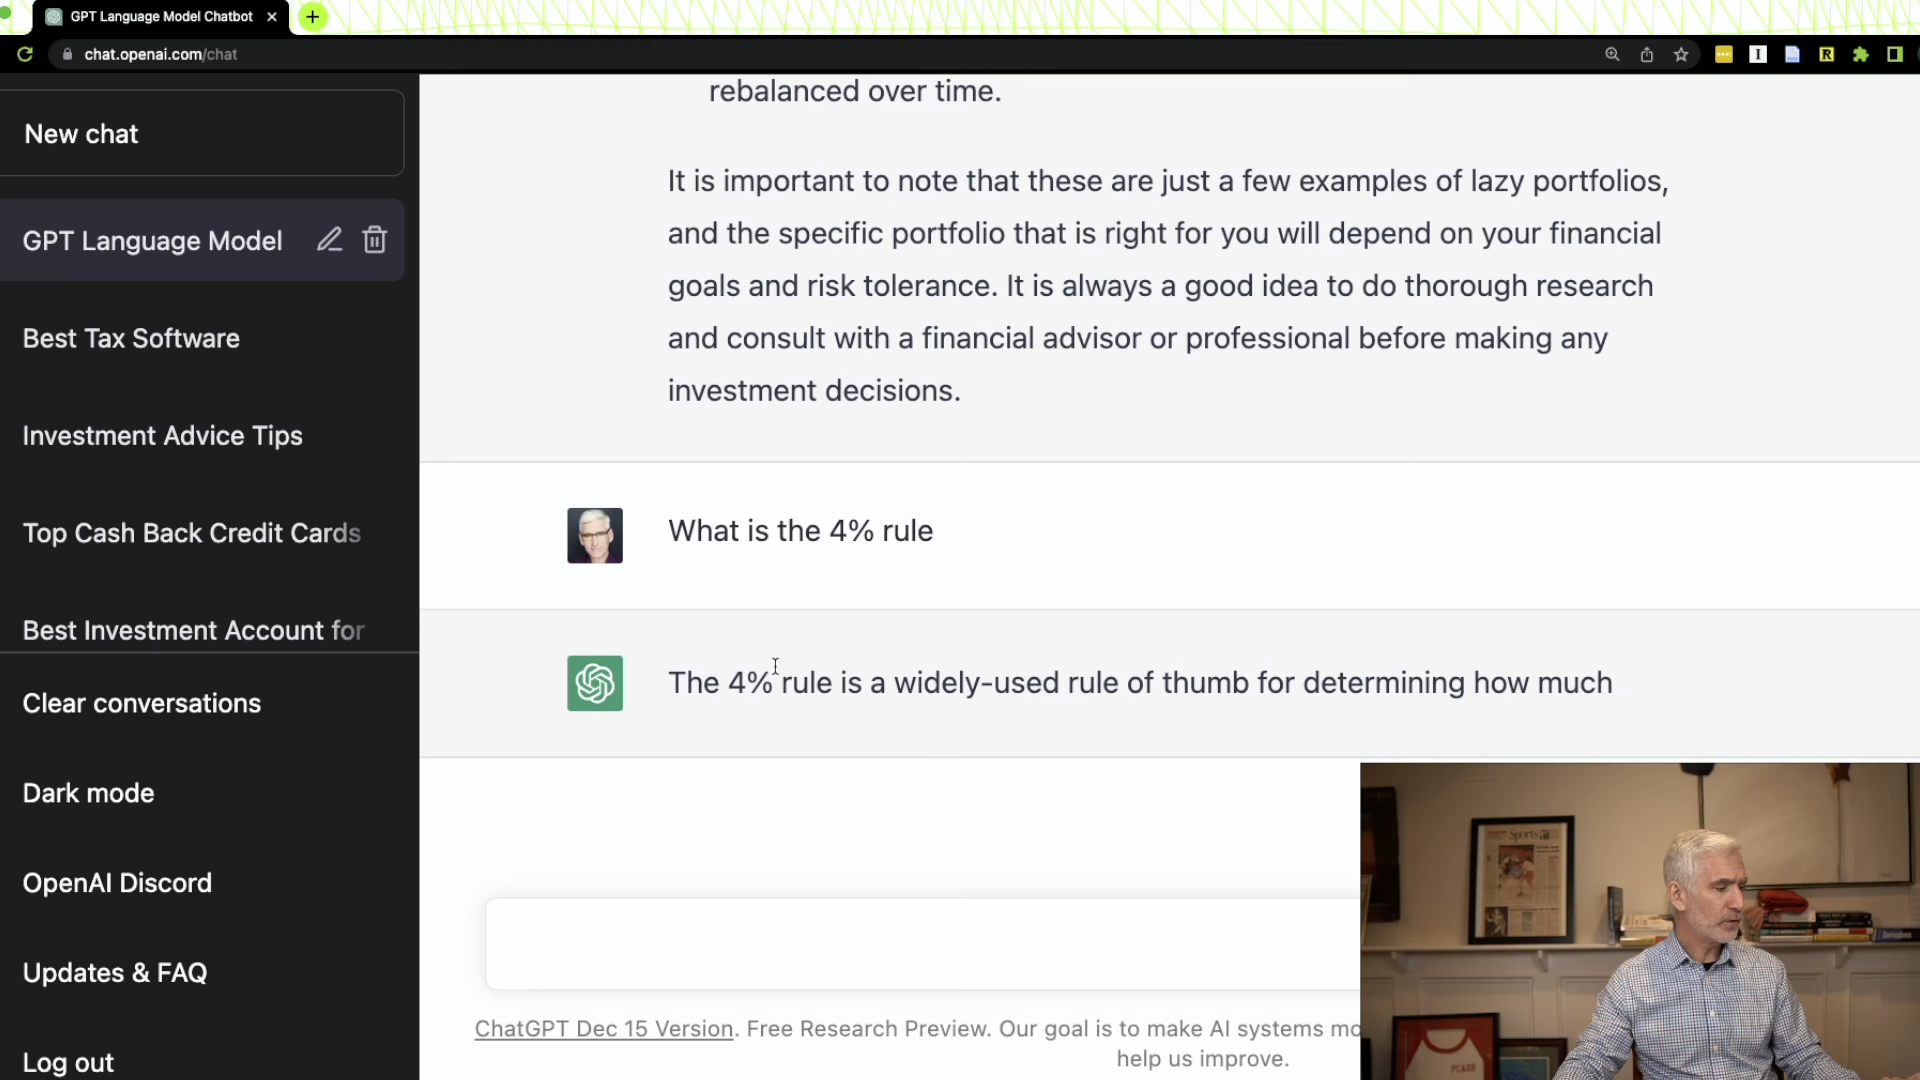 GPT Language Model Chatbot
chat.openai.com/chat
New chat
GPT Language Model
Best Tax Software
Investment Advice Tips
Top Cash Back Credit Cards
Best Investment Account for
Clear conversations
Dark mode
OpenAI Discord
Updates & FAQ
Log out
rebalanced over time.
It is important to note that these are just a few examples of lazy portfolios,
and the specific portfolio that is right for you will depend on your financial
goals and risk tolerance. It is always a good idea to do thorough research
and consult with a financial advisor or professional before making any
investment decisions.
What is the 4% rule
The 4% rule is a widely-used rule of thumb for determining how much
ChatGPT Dec 15 Version. Free Research Preview. Our goal is to make AI systems mo
help us improve.
Sports
Derivatives